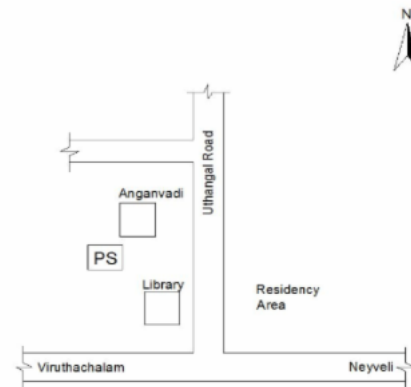 N
Uthangal Road
Anganvadi
PS
Library
Residency
Area
Viruthachalam
Neyveli